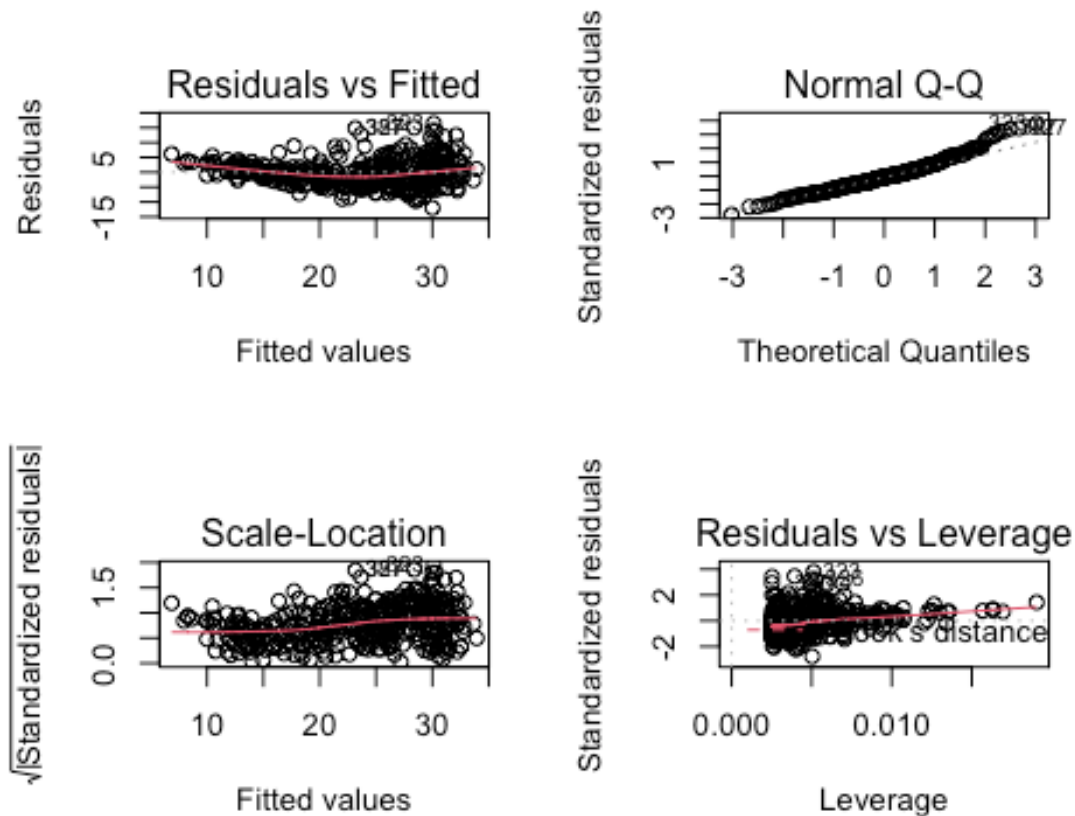 Residuals vs Fitted
Residuals
5
-15
10 20 30
Fitted values
Normal Q-Q
Standardized residuals
1
-3
-3 -1 0 1 2 3
Theoretical Quantiles
Scale-Location
√|Standardized residuals|
1.5
0.0
10 20 30
Fitted values
Residuals vs Leverage
Standardized residuals
2
-2
323
distance
0.000 0.010
Leverage